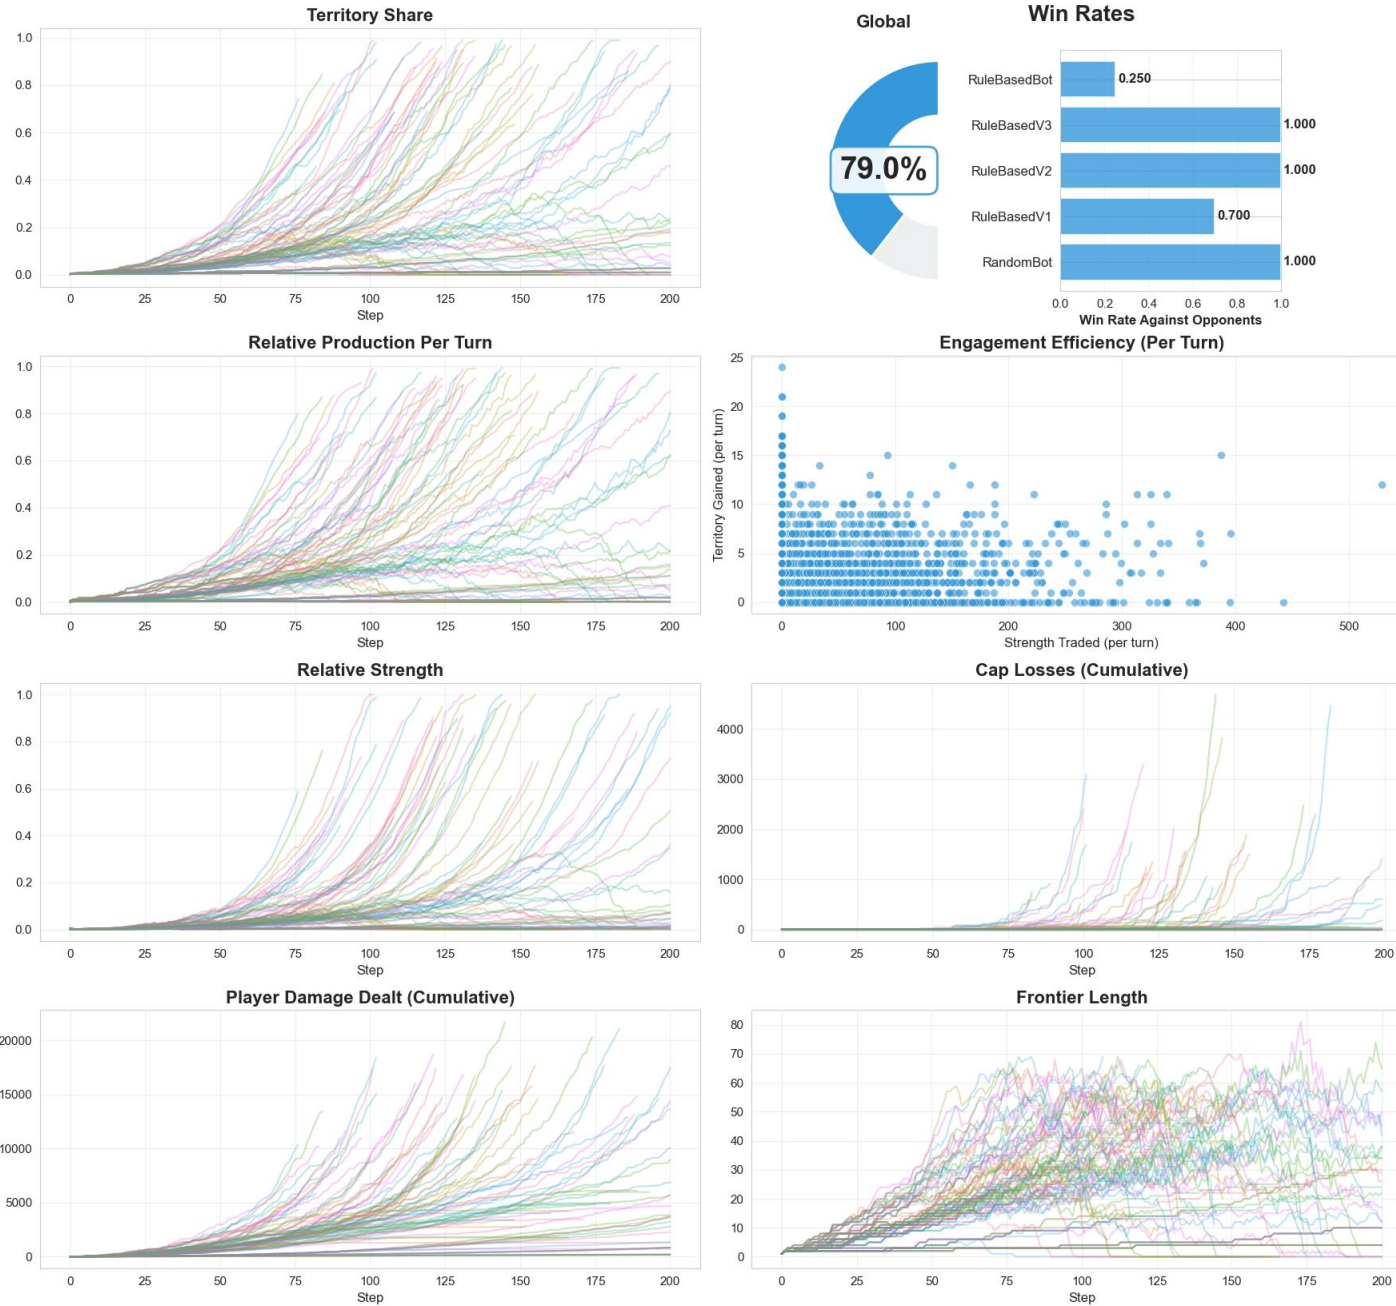 Territory Share
1.0
0.8
0.6
0.4
0.2
0.0
0 25 50 75 100 125 150 175 200
Step
Win Rates
Global
79.0%
RuleBasedBot 0.250
RuleBasedV3 1.000
RuleBasedV2 1.000
RuleBasedV1 0.700
RandomBot 1.000
0.0 0.2 0.4 0.6 0.8 1.0
Win Rate Against Opponents
Relative Production Per Turn
1.0
0.8
0.6
0.4
0.2
0.0
0 25 50 75 100 125 150 175 200
Step
Engagement Efficiency (Per Turn)
Territory Gained (per turn)
25
20
15
10
5
0
0 100 200 300 400 500
Strength Traded (per turn)
Relative Strength
1.0
0.8
0.6
0.4
0.2
0.0
0 25 50 75 100 125 150 175 200
Step
Cap Losses (Cumulative)
4000
3000
2000
1000
0
0 25 50 75 100 125 150 175 200
Step
Player Damage Dealt (Cumulative)
20000
15000
10000
5000
0
0 25 50 75 100 125 150 175 200
Step
Frontier Length
80
70
60
50
40
30
20
10
0
0 25 50 75 100 125 150 175 200
Step